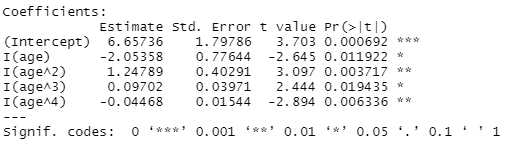 Coefficients:
Estimate Std. Error t value Pr(>|t|)
(Intercept) 6.65736 1.79786 3.703 0.000692 ***
I(age) -2.05358 0.77644 -2.645 0.011922 *
I(age^2) 1.24789 0.40291 3.097 0.003717 **
I(age^3) 0.09702 0.03971 2.444 0.019435 *
I(age^4) -0.04468 0.01544 -2.894 0.006336 **
---
Signif. codes: 0 ‘***’ 0.001 ‘**’ 0.01 ‘*’ 0.05 ‘.’ 0.1 ‘ ’ 1